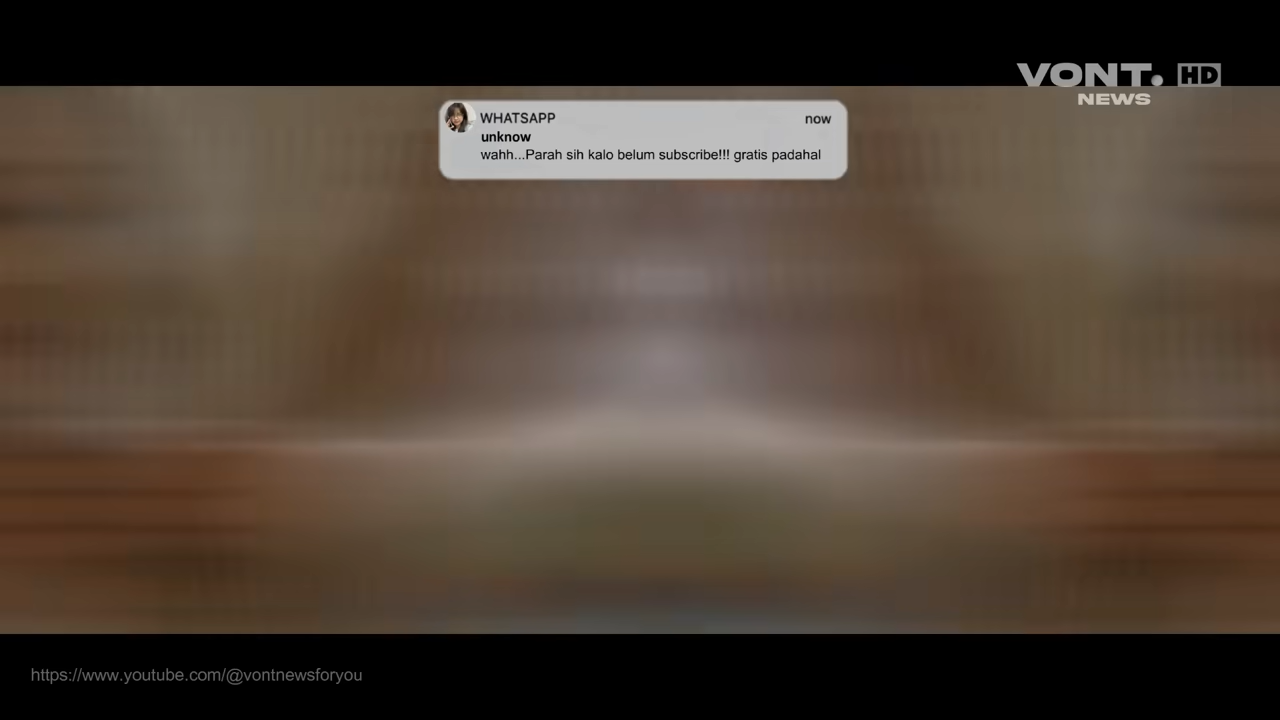 VONT. HD
NEWS
WHATSAPP now
unknow
wahh...Parah sih kalo belum subscribe!!! gratis padahal
https://www.youtube.com/@vontnewsforyou